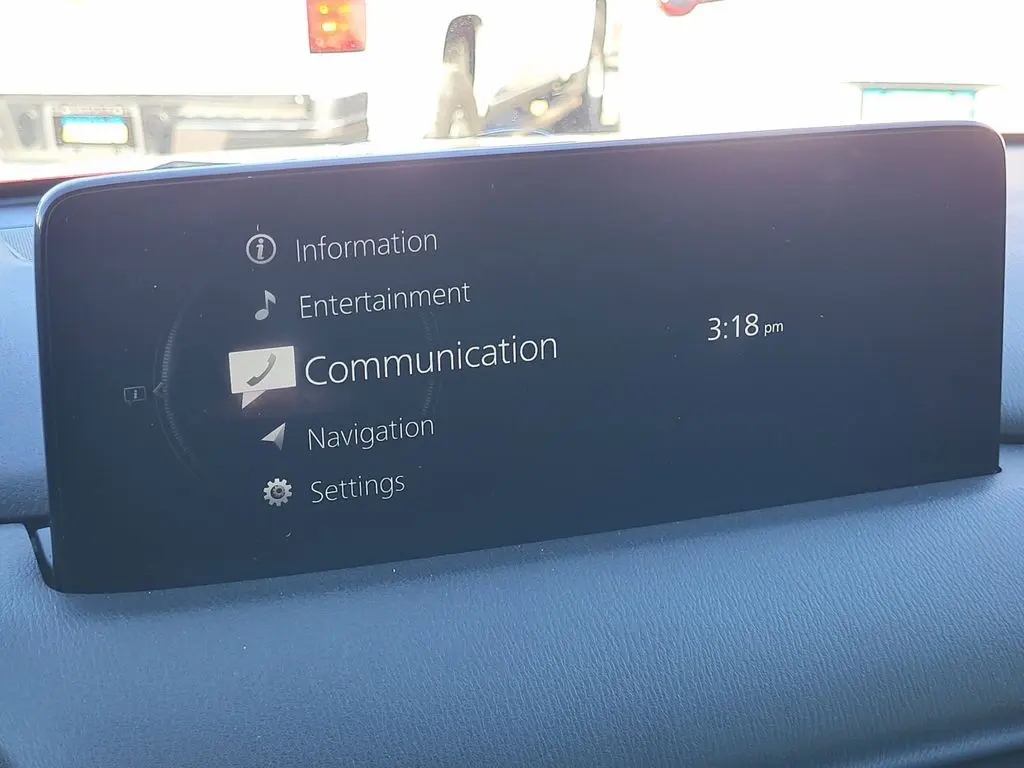 Information
Entertainment
Communication
3:18 pm
Navigation
Settings